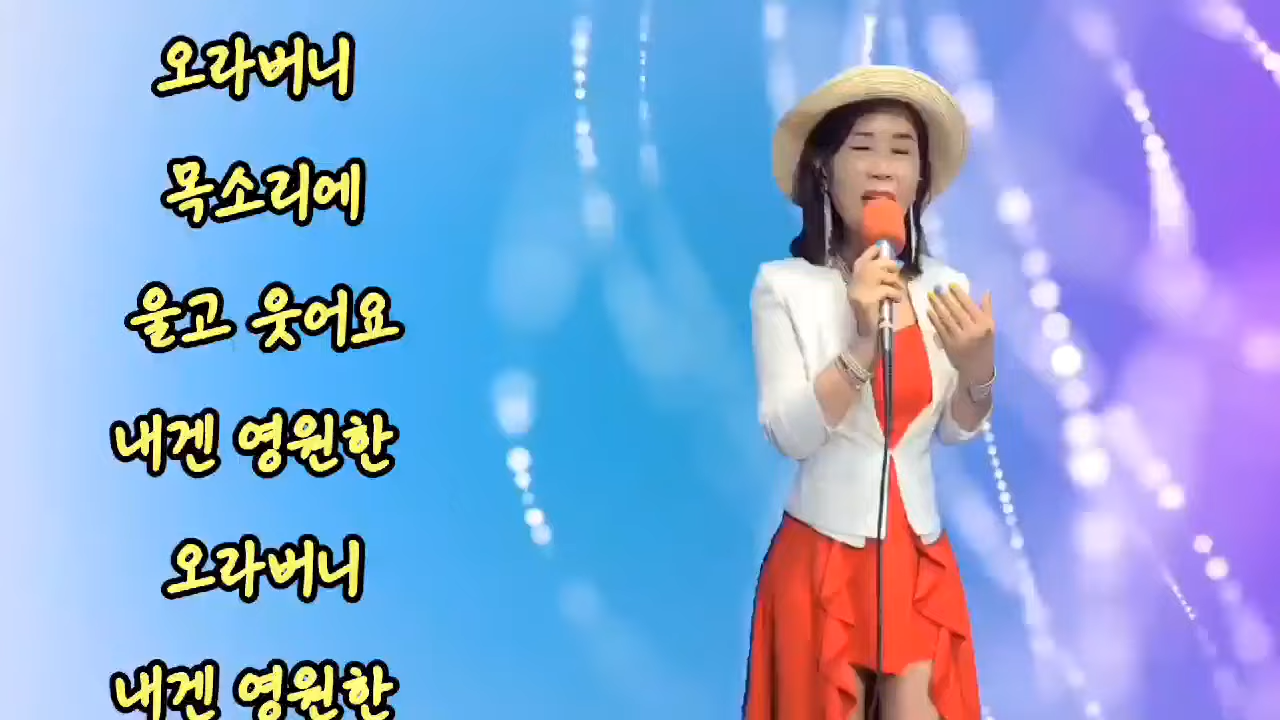 오라버니
목소리에
울고 웃어요
내겐 영원한
오라버니
내겐 영원한